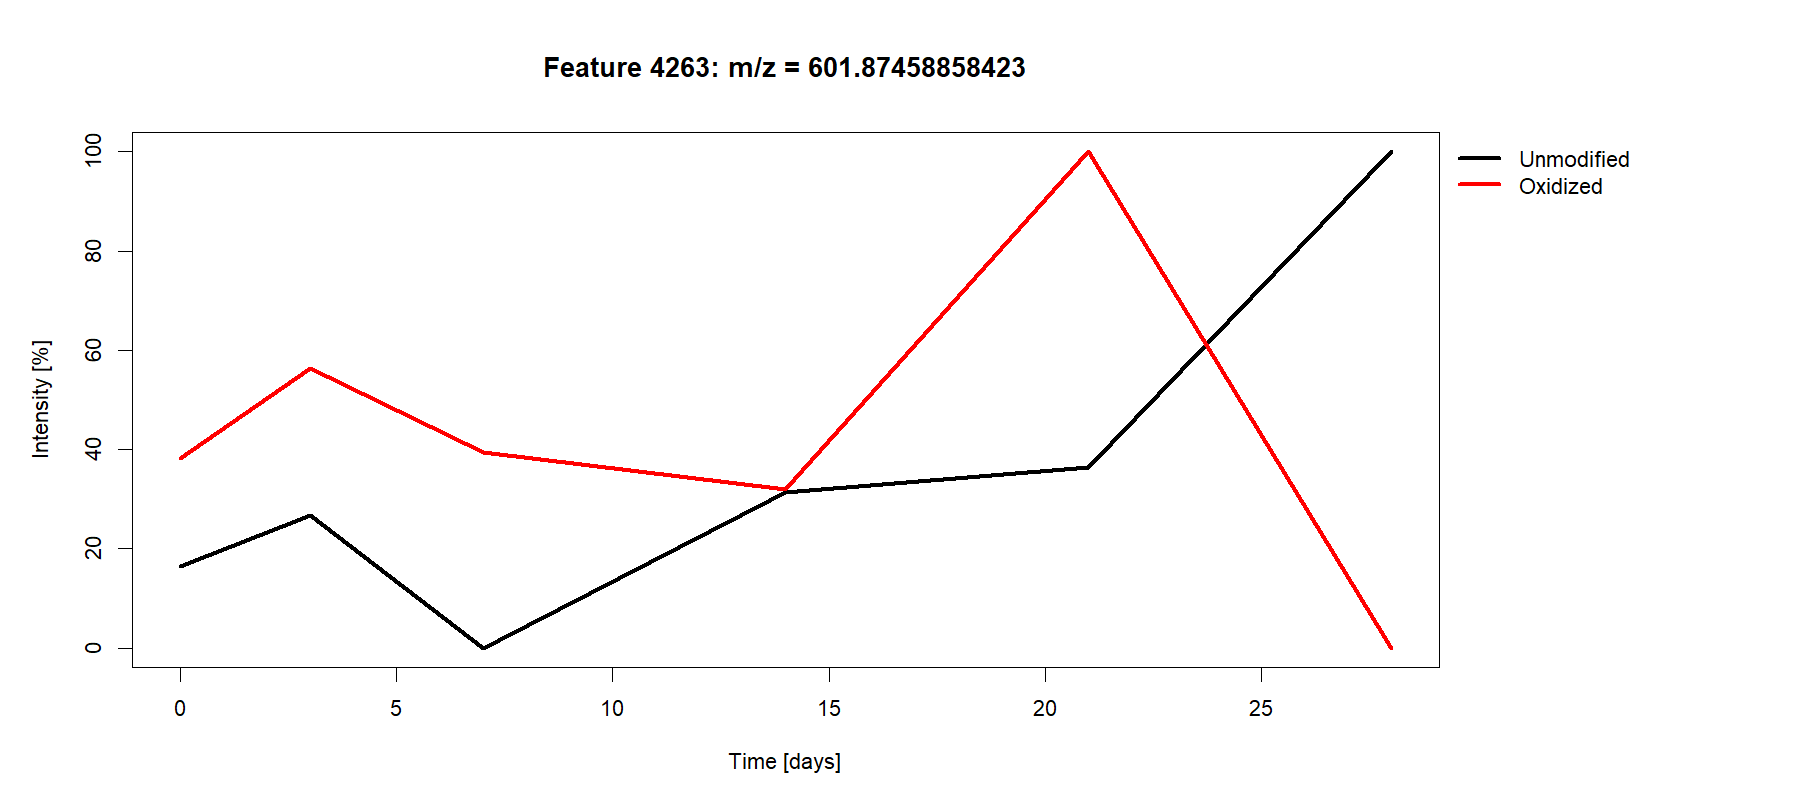 Feature 4263: m/z = 601.87458858423
Unmodified
Oxidized
Intensity [%]
100
80
60
40
20
0
0 5 10 15 20 25
Time [days]